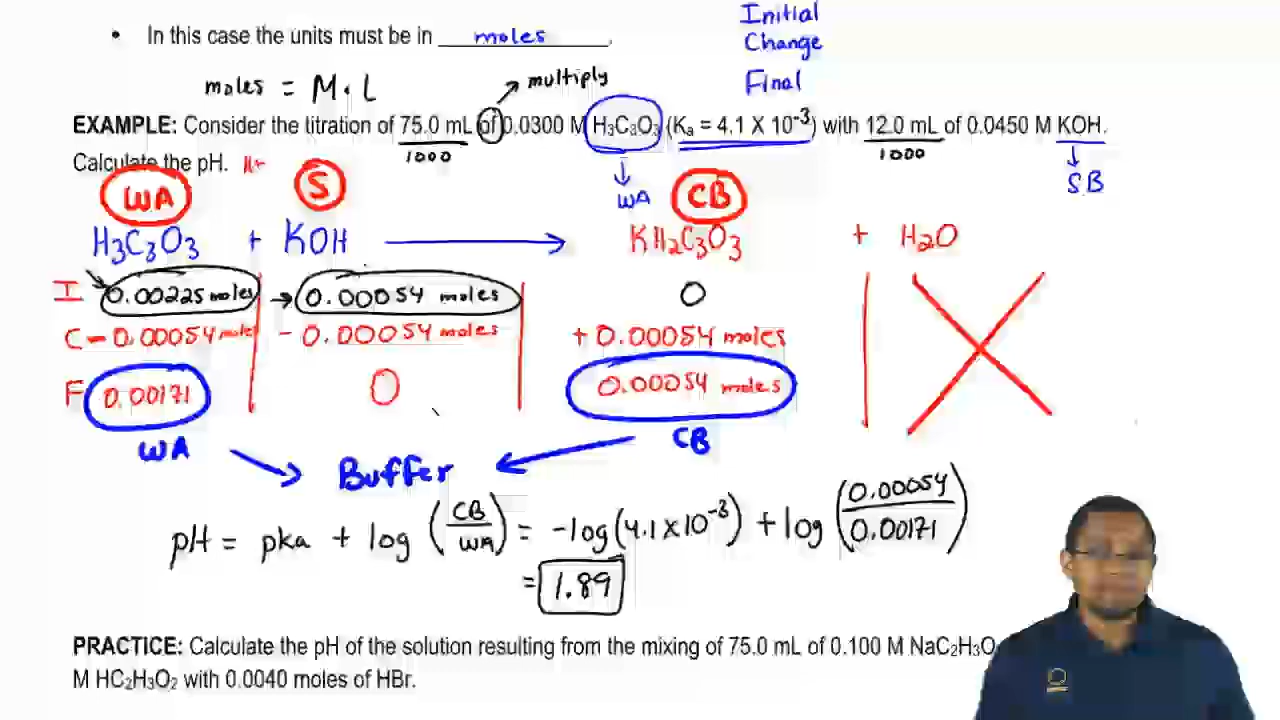 • In this case the units must be in moles.
Initial
Change
Final
moles = M · L
multiply
EXAMPLE: Consider the titration of 75.0 mL of 0.0300 M H₃C₃O₃ (Kₐ = 4.1 X 10⁻³) with 12.0 mL of 0.0450 M KOH.
1000
1000
Calculate the pH.
WA
SB
WA S CB
H₃C₃O₃ + KOH → KH₂C₃O₃ + H₂O
I 0.00225 moles → 0.00054 moles 0
C - 0.00054 moles - 0.00054 moles + 0.00054 moles
F 0.00171 0 0.00054 moles
WA CB
Buffer
pH = pka + log (CB/WA) = -log(4.1 x 10⁻³) + log (0.00054/0.00171)
= 1.89
PRACTICE: Calculate the pH of the solution resulting from the mixing of 75.0 mL of 0.100 M NaC₂H₃O
M HC₂H₃O₂ with 0.0040 moles of HBr.